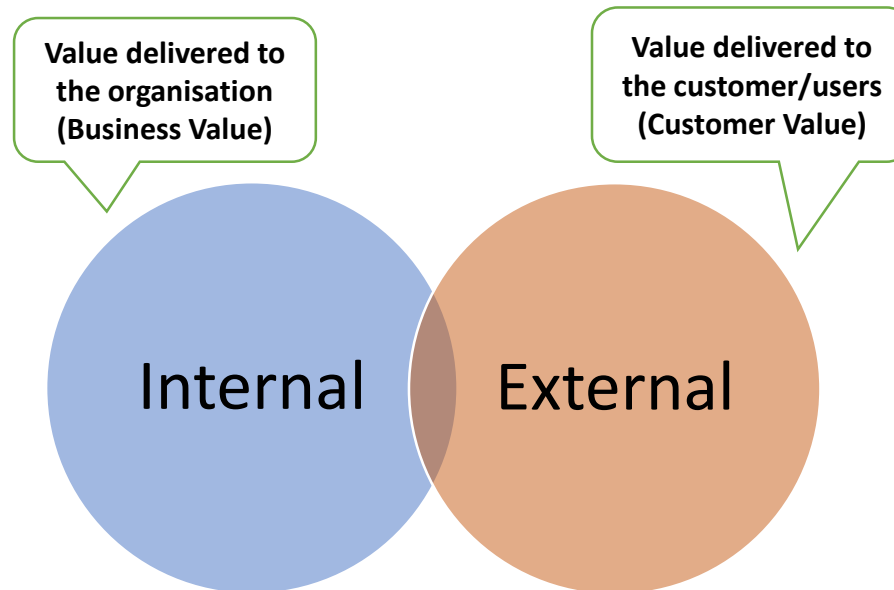 Value delivered to
the organisation
(Business Value)
Value delivered to
the customer/users
(Customer Value)
Internal
External